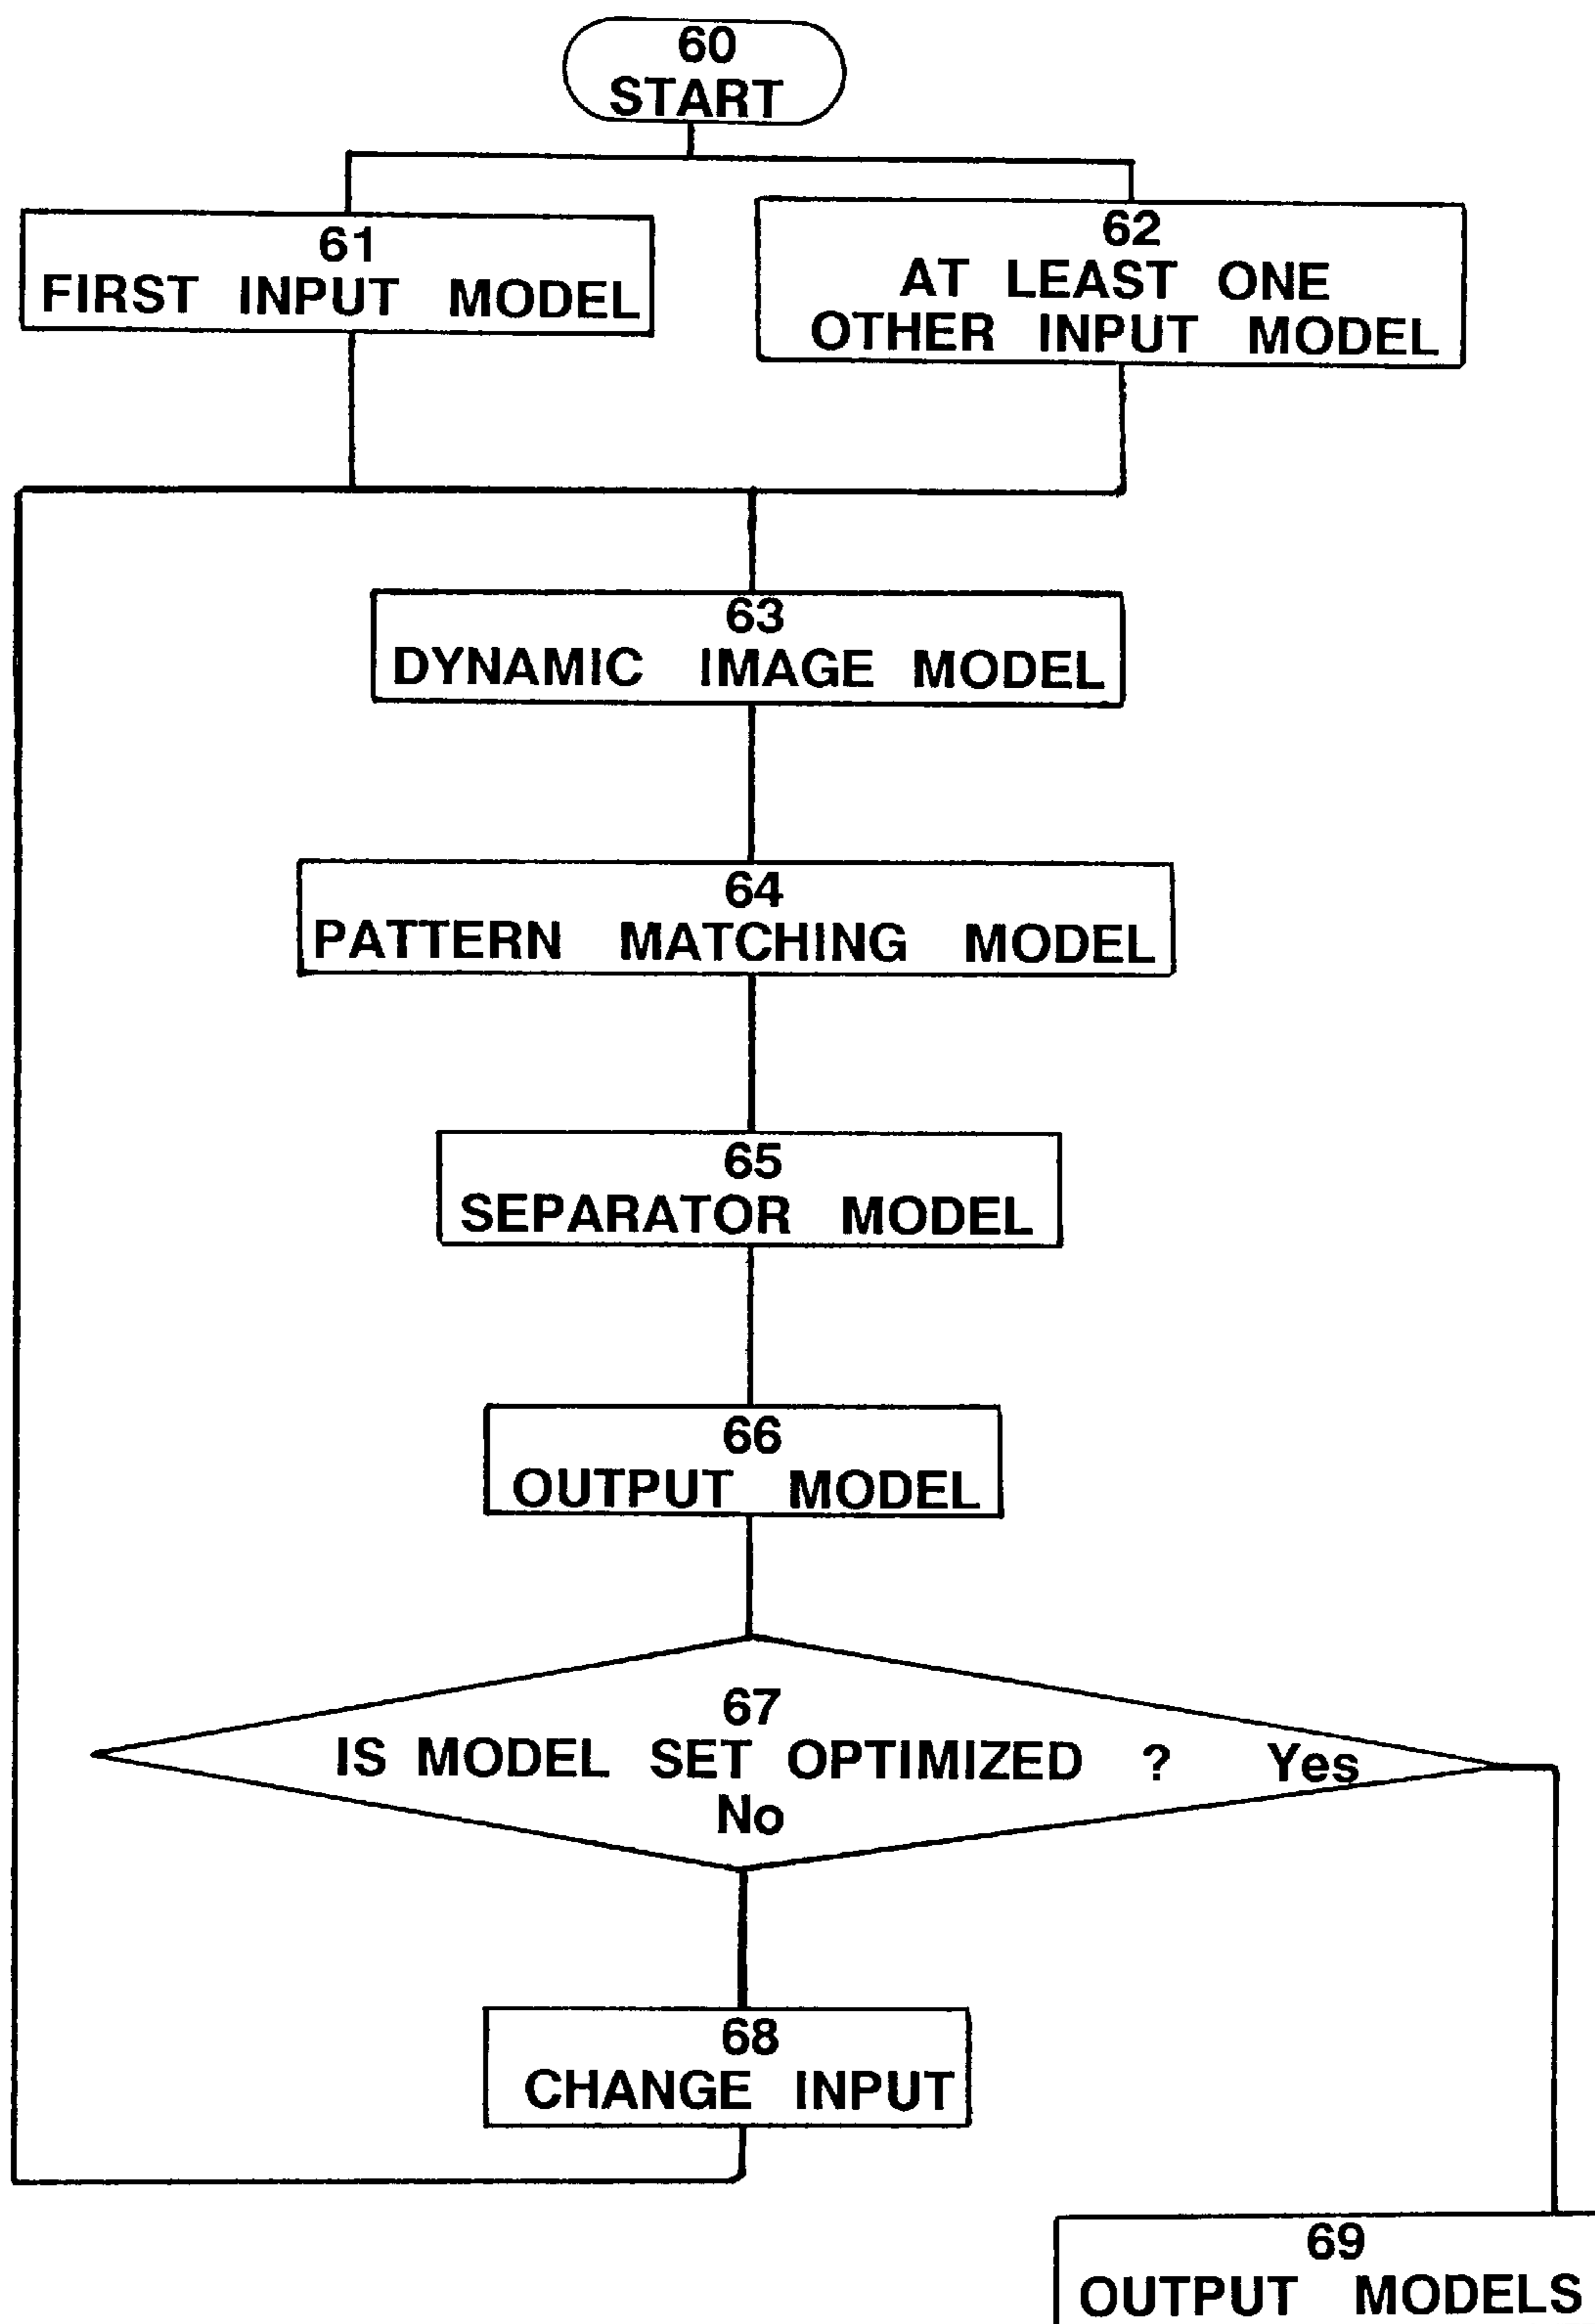 60
START
61
FIRST INPUT MODEL
62
AT LEAST ONE
OTHER INPUT MODEL
63
DYNAMIC IMAGE MODEL
64
PATTERN MATCHING MODEL
65
SEPARATOR MODEL
66
OUTPUT MODEL
67
IS MODEL SET OPTIMIZED ? Yes
No
68
CHANGE INPUT
69
OUTPUT MODELS